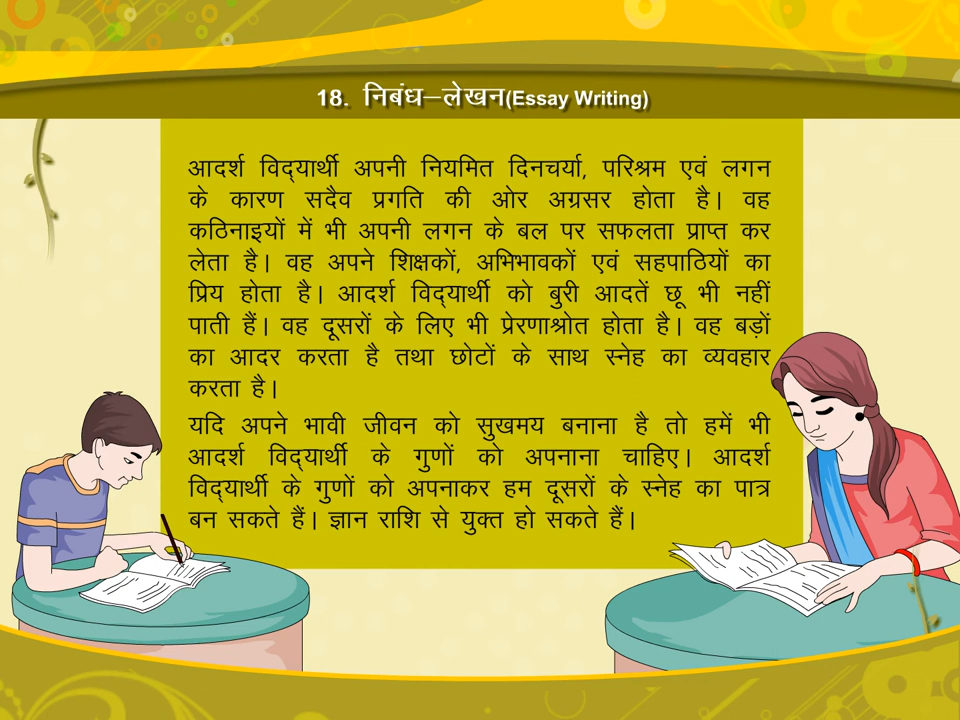 18. निबंध–लेखन(Essay Writing)
आदर्श विद्‌यार्थी अपनी नियमित दिनचर्या, परिश्रम एवं लगन
के कारण सदैव प्रगति की ओर अग्रसर होता है। वह
कठिनाइयों में भी अपनी लगन के बल पर सफलता प्राप्त कर
लेता है। वह अपने शिक्षकों, अभिभावकों एवं सहपाठियों का
प्रिय होता है। आदर्श विद्‌यार्थी को बुरी आदतें छू भी नहीं
पाती हैं। वह दूसरों के लिए भी प्रेरणाश्रोत होता है। वह बड़ों
का आदर करता है तथा छोटों के साथ स्नेह का व्यवहार
करता है।
यदि अपने भावी जीवन को सुखमय बनाना है तो हमें भी
आदर्श विद्‌यार्थी के गुणों को अपनाना चाहिए। आदर्श
विद्‌यार्थी के गुणों को अपनाकर हम दूसरों के स्नेह का पात्र
बन सकते हैं। ज्ञान राशि से युक्त हो सकते हैं।